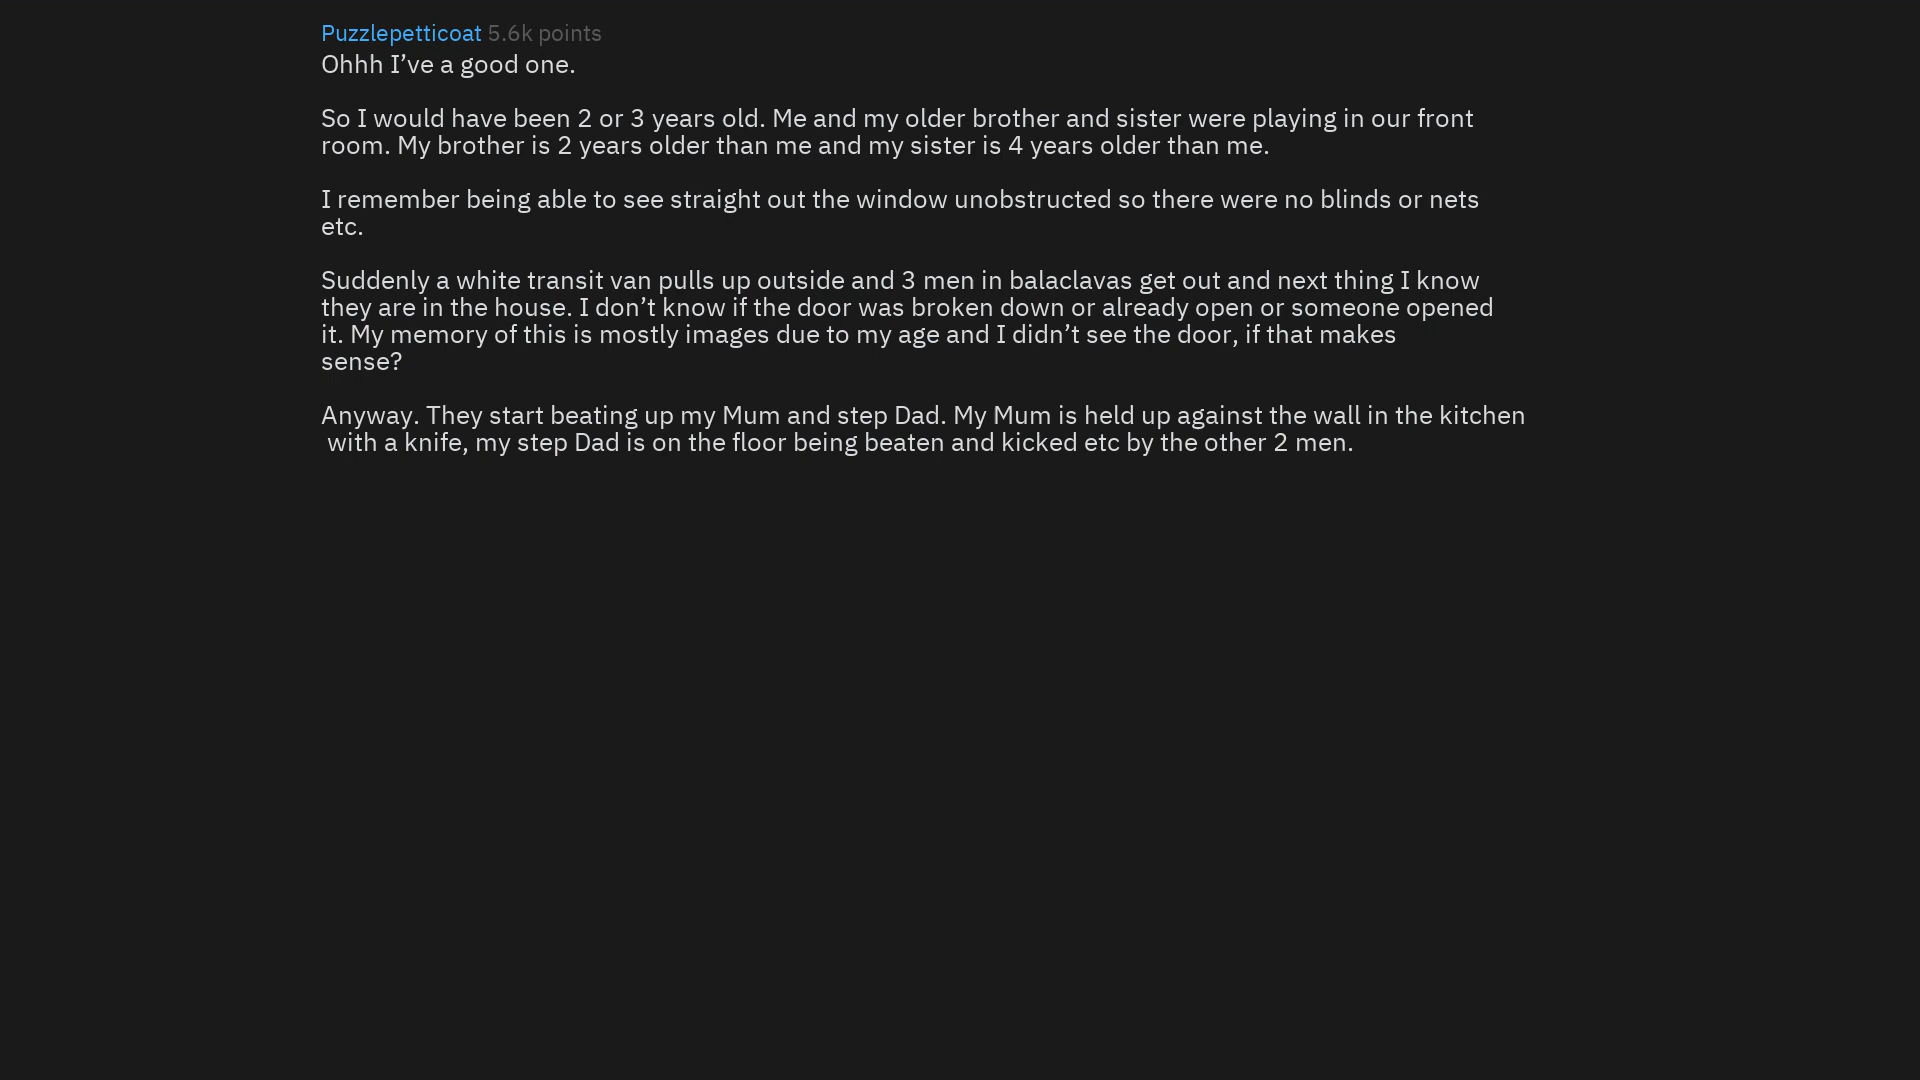 Puzzlepetticoat 5.6k points
Ohhh I’ve a good one.
So I would have been 2 or 3 years old. Me and my older brother and sister were playing in our front
room. My brother is 2 years older than me and my sister is 4 years older than me.
I remember being able to see straight out the window unobstructed so there were no blinds or nets
etc.
Suddenly a white transit van pulls up outside and 3 men in balaclavas get out and next thing I know
they are in the house. I don’t know if the door was broken down or already open or someone opened
it. My memory of this is mostly images due to my age and I didn’t see the door, if that makes
sense?
Anyway. They start beating up my Mum and step Dad. My Mum is held up against the wall in the kitchen
with a knife, my step Dad is on the floor being beaten and kicked etc by the other 2 men.